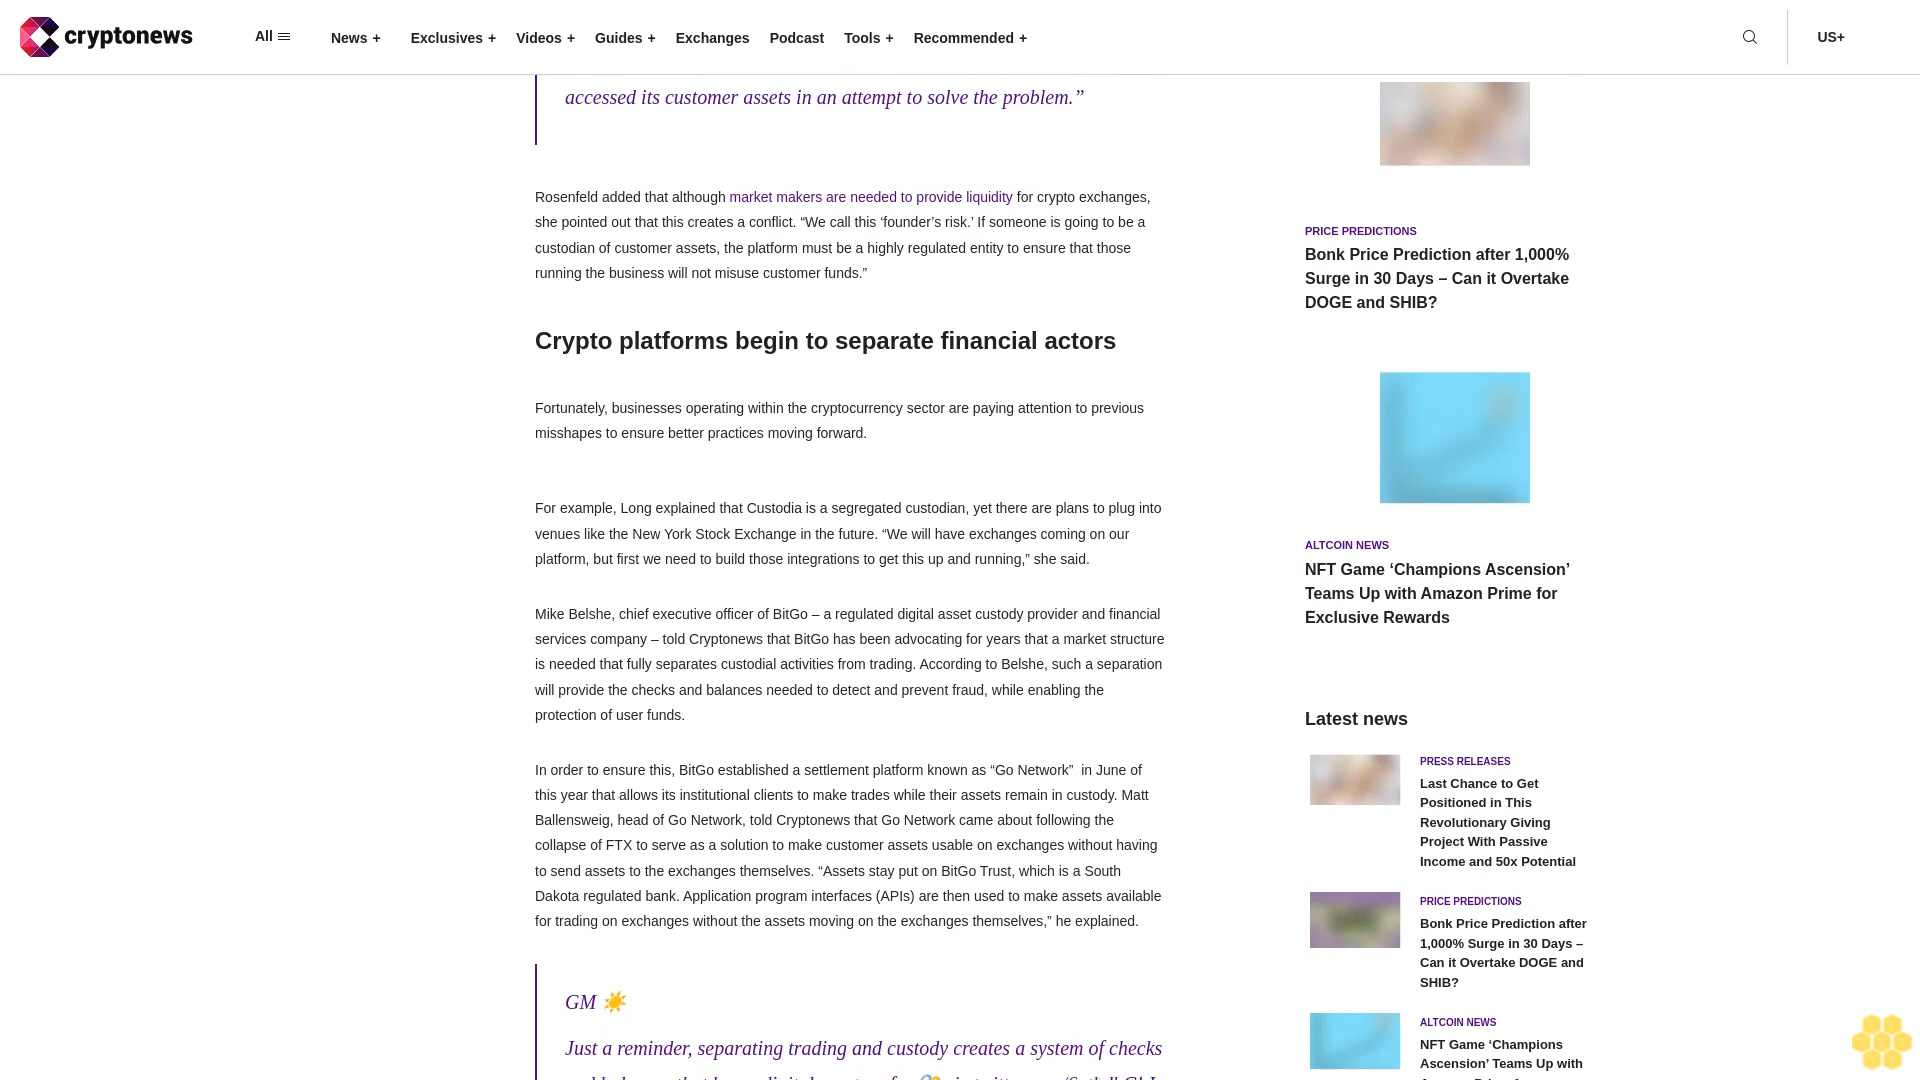 cryptonews
All
News +
Exclusives +
Videos +
Guides +
Exchanges
Podcast
Tools +
Recommended +
US+
accessed its customer assets in an attempt to solve the problem.”
Rosenfeld added that although market makers are needed to provide liquidity for crypto exchanges,
she pointed out that this creates a conflict. “We call this ‘founder’s risk.’ If someone is going to be a
custodian of customer assets, the platform must be a highly regulated entity to ensure that those
running the business will not misuse customer funds.”
Crypto platforms begin to separate financial actors
Fortunately, businesses operating within the cryptocurrency sector are paying attention to previous
misshapes to ensure better practices moving forward.
For example, Long explained that Custodia is a segregated custodian, yet there are plans to plug into
venues like the New York Stock Exchange in the future. “We will have exchanges coming on our
platform, but first we need to build those integrations to get this up and running,” she said.
Mike Belshe, chief executive officer of BitGo – a regulated digital asset custody provider and financial
services company – told Cryptonews that BitGo has been advocating for years that a market structure
is needed that fully separates custodial activities from trading. According to Belshe, such a separation
will provide the checks and balances needed to detect and prevent fraud, while enabling the
protection of user funds.
In order to ensure this, BitGo established a settlement platform known as “Go Network”  in June of
this year that allows its institutional clients to make trades while their assets remain in custody. Matt
Ballensweig, head of Go Network, told Cryptonews that Go Network came about following the
collapse of FTX to serve as a solution to make customer assets usable on exchanges without having
to send assets to the exchanges themselves. “Assets stay put on BitGo Trust, which is a South
Dakota regulated bank. Application program interfaces (APIs) are then used to make assets available
for trading on exchanges without the assets moving on the exchanges themselves,” he explained.
GM ☀️
Just a reminder, separating trading and custody creates a system of checks
PRICE PREDICTIONS
Bonk Price Prediction after 1,000%
Surge in 30 Days – Can it Overtake
DOGE and SHIB?
ALTCOIN NEWS
NFT Game ‘Champions Ascension’
Teams Up with Amazon Prime for
Exclusive Rewards
Latest news
PRESS RELEASES
Last Chance to Get
Positioned in This
Revolutionary Giving
Project With Passive
Income and 50x Potential
PRICE PREDICTIONS
Bonk Price Prediction after
1,000% Surge in 30 Days –
Can it Overtake DOGE and
SHIB?
ALTCOIN NEWS
NFT Game ‘Champions
Ascension’ Teams Up with